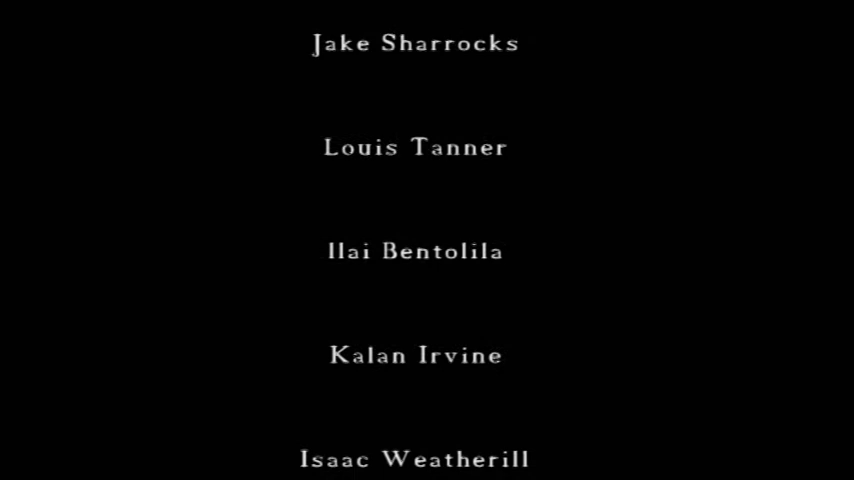 Jake Sharrocks
Louis Tanner
Ilai Bentolila
Kalan Irvine
Isaac Weatherill